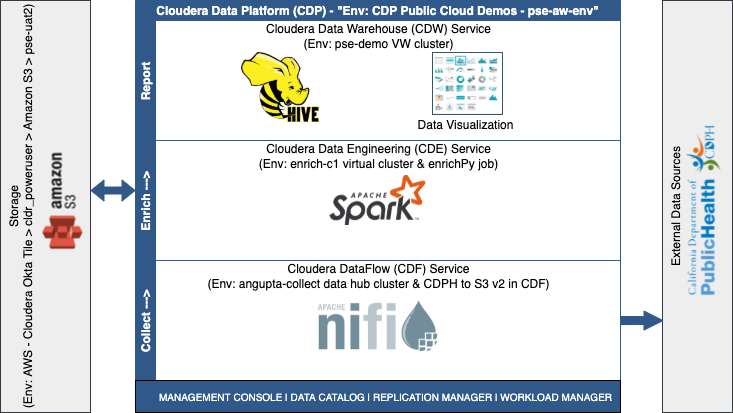 Cloudera Data Platform (CDP) - "Env: CDP Public Cloud Demos - pse-aw-env"
Storage
(Env: AWS - Cloudera Okta Tile > cldr_poweruser > Amazon S3 > pse-uat2)
amazon
S3
Report
Cloudera Data Warehouse (CDW) Service
(Env: pse-demo VW cluster)
HIVE
Data Visualization
Enrich --->
Cloudera Data Engineering (CDE) Service
(Env: enrich-c1 virtual cluster & enrichPy job)
APACHE
Spark
Collect --->
Cloudera DataFlow (CDF) Service
(Env: angupta-collect data hub cluster & CDPH to S3 v2 in CDF)
APACHE
nifi
MANAGEMENT CONSOLE I DATA CATALOG I REPLICATION MANAGER I WORKLOAD MANAGER
External Data Sources
California Department of
PublicHealth
CDPH